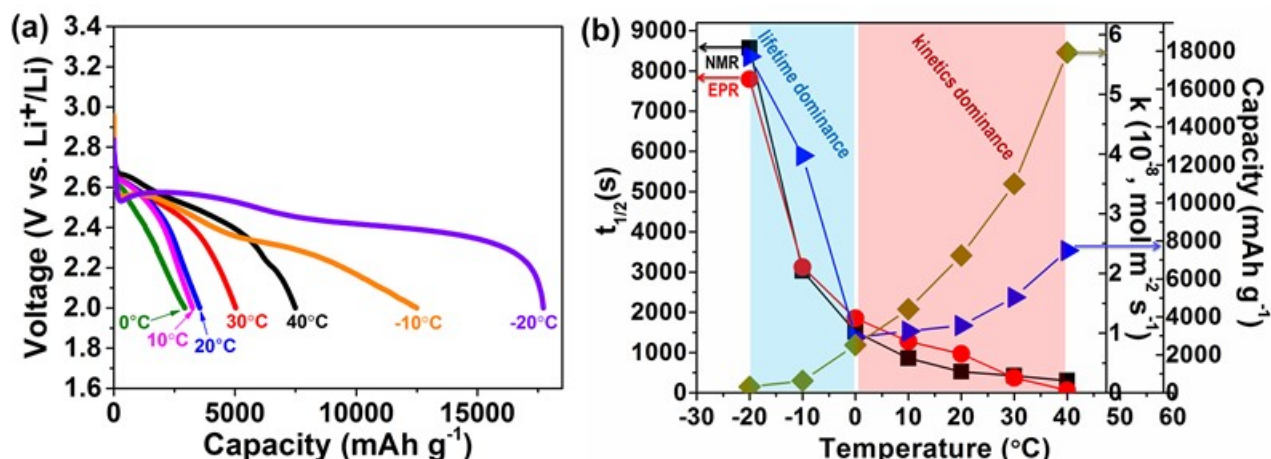 (a)
Voltage (V vs. Li⁺/Li)
3.4
3.2
3.0
2.8
2.6
2.4
2.2
2.0
1.8
1.6
0°C
10°C
20°C
30°C
40°C
-10°C
-20°C
0 5000 10000 15000
Capacity (mAh g⁻¹)
(b)
t₁/₂(s)
9000
8000
7000
6000
5000
4000
3000
2000
1000
0
NMR
EPR
lifetime dominance
kinetics dominance
6
5
4
3
2
1
0
k (10⁻⁸, mol m⁻² s⁻¹)
18000
16000
14000
12000
10000
8000
6000
4000
2000
0
Capacity (mAh g⁻¹)
-30 -20 -10 0 10 20 30 40 50 60
Temperature (°C)